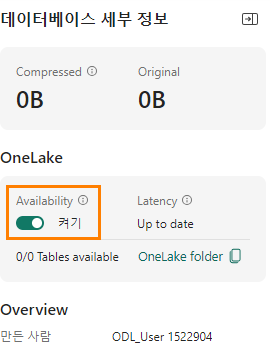 데이터베이스 세부 정보
Compressed Original
0B 0B
OneLake
Availability Latency
켜기 Up to date
0/0 Tables available OneLake folder
Overview
만든 사람 ODL_User 1522904